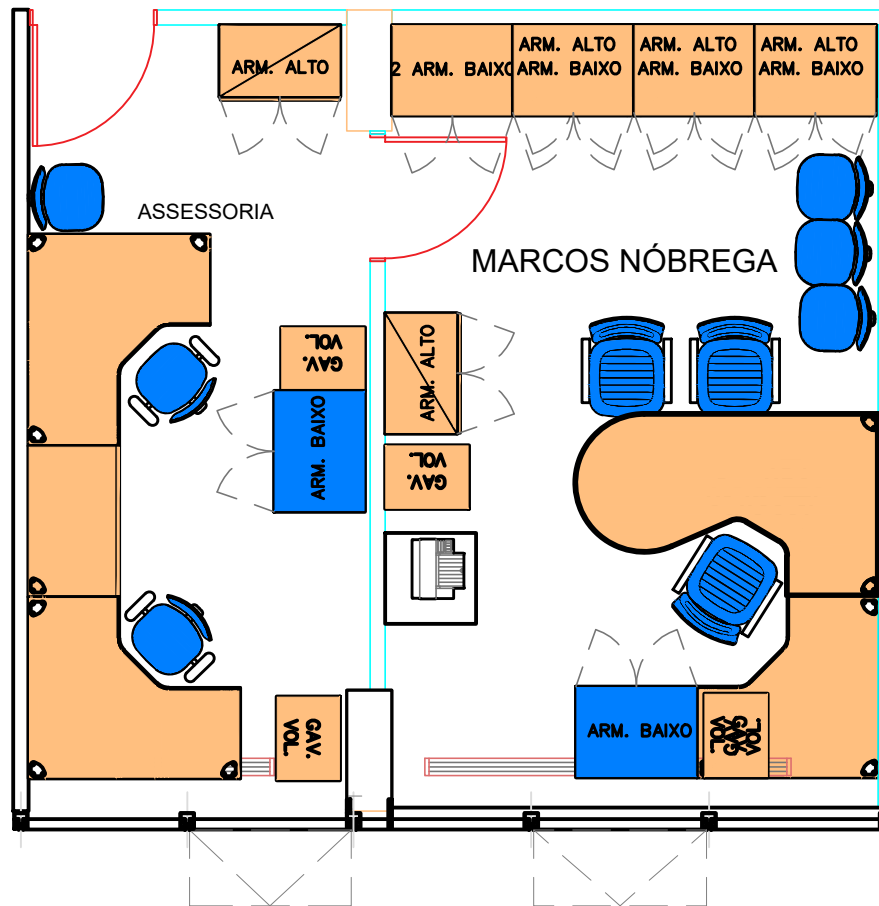 ARM. ALTO
2 ARM. BAIXO
ARM. ALTO
ARM. BAIXO
ARM. ALTO
ARM. BAIXO
ARM. ALTO
ARM. BAIXO
ASSESSORIA
MARCOS NÓBREGA
GAV.
VOL.
ARM. ALTO
ARM. BAIXO
GAV.
VOL.
GAV.
VOL.
ARM. BAIXO
VOL.